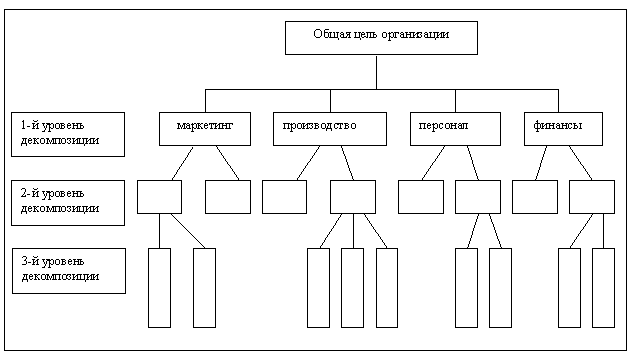 Общая цель организации
1-й уровень
декомпозиции
маркетинг
производство
персонал
финансы
2-й уровень
декомпозиции
3-й уровень
декомпозиции